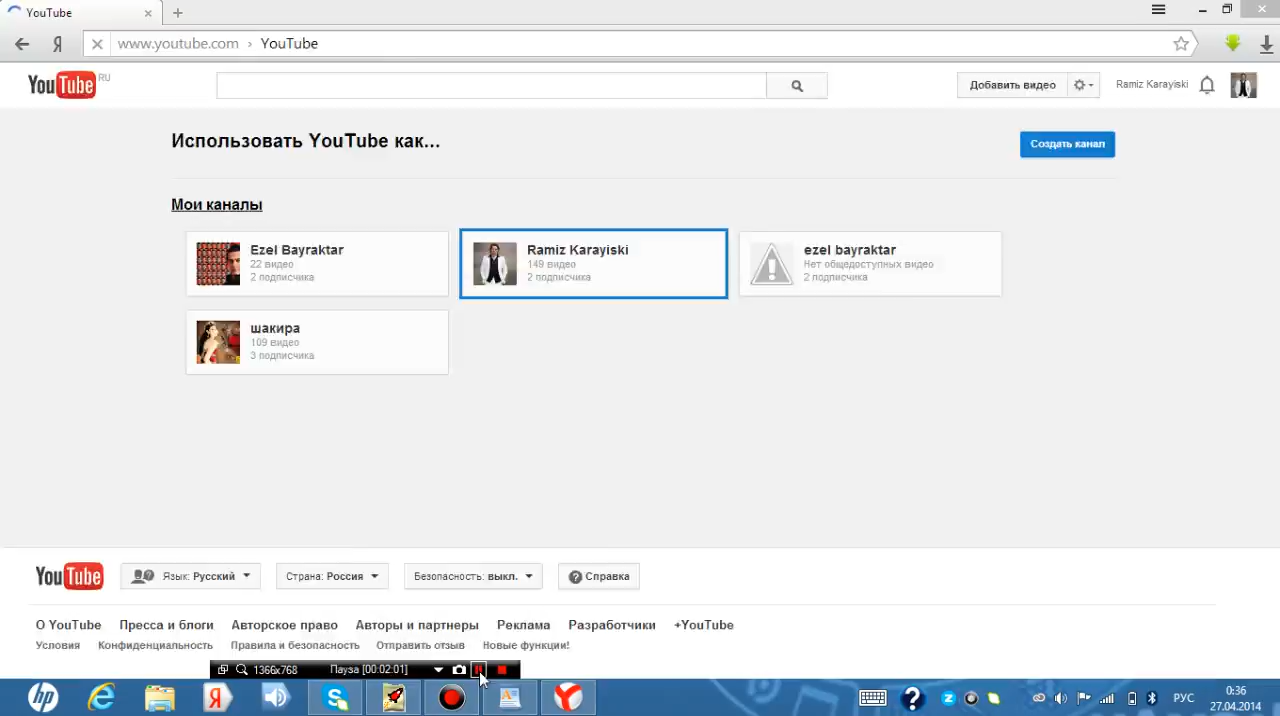 YouTube
www.youtube.com › YouTube
YouTube RU
Добавить видео
Ramiz Karayiski
Использовать YouTube как...
Создать канал
Мои каналы
Ezel Bayraktar
22 видео
2 подписчика
Ramiz Karayiski
149 видео
2 подписчика
ezel bayraktar
Нет общедоступных видео
2 подписчика
шакира
109 видео
3 подписчика
YouTube
Язык: Русский
Страна: Россия
Безопасность: выкл.
Справка
О YouTube Пресса и блоги Авторское право Авторы и партнеры Реклама Разработчики +YouTube
Условия Конфиденциальность Правила и безопасность Отправить отзыв Новые функции!
1366x768 Пауза [00:02:01]
РУС
0:36
27.04.2014